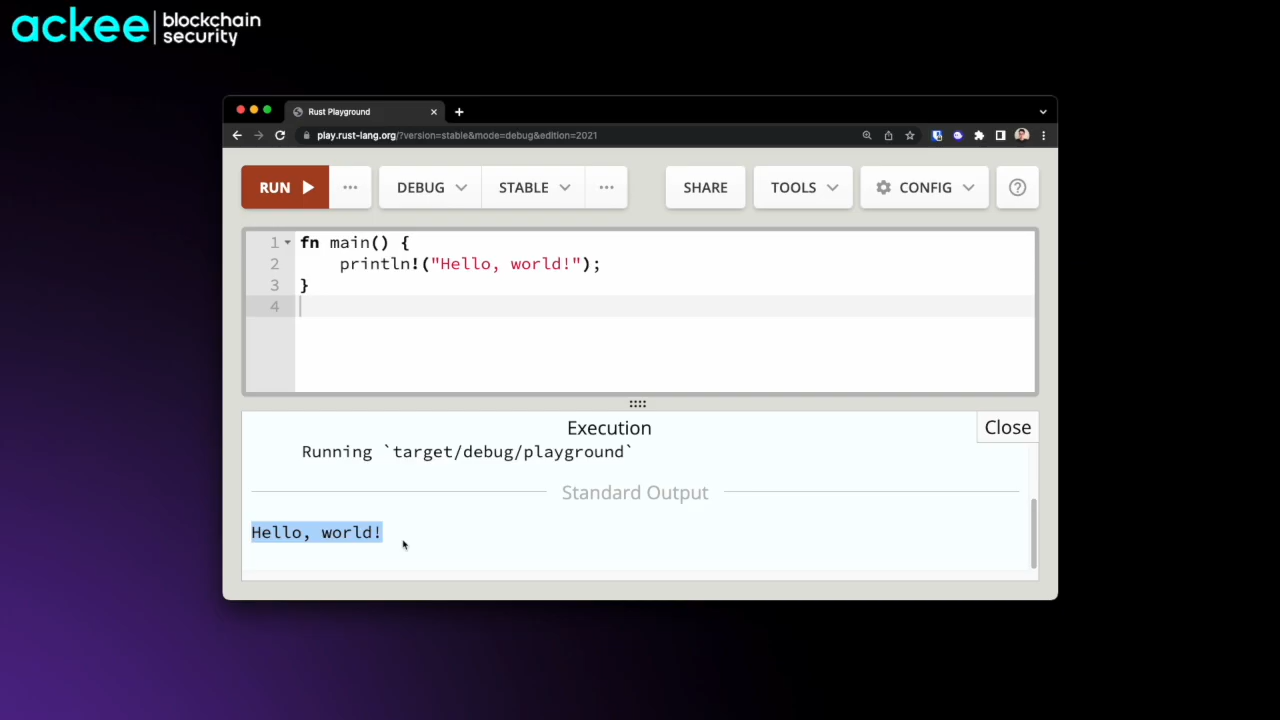 ackee blockchain security
Rust Playground
play.rust-lang.org/?version=stable&mode=debug&edition=2021
RUN ··· DEBUG STABLE ··· SHARE TOOLS CONFIG ?
1 fn main() {
2     println!("Hello, world!");
3 }
4
Execution
Close
Running `target/debug/playground`
Standard Output
Hello, world!